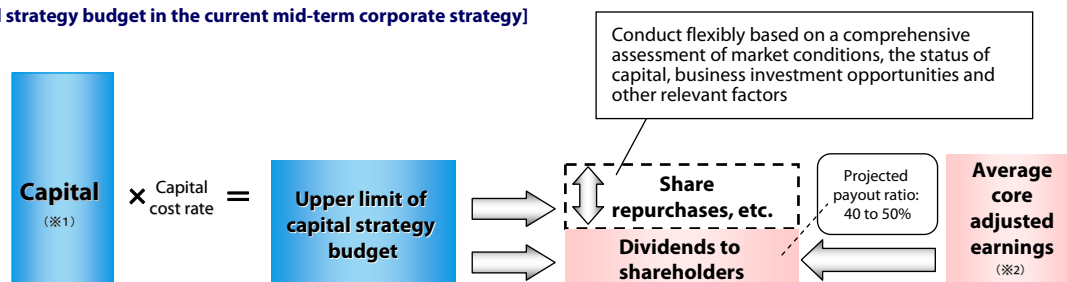 l strategy budget in the current mid-term corporate strategy]
Conduct flexibly based on a comprehensive
assessment of market conditions, the status of
capital, business investment opportunities and
other relevant factors
Capital
(※1)
×
Capital
cost rate
=
Upper limit of
capital strategy
budget
Share
repurchases, etc.
Dividends to
shareholders
Projected
payout ratio:
40 to 50%
Average
core
adjusted
earnings
(※2)